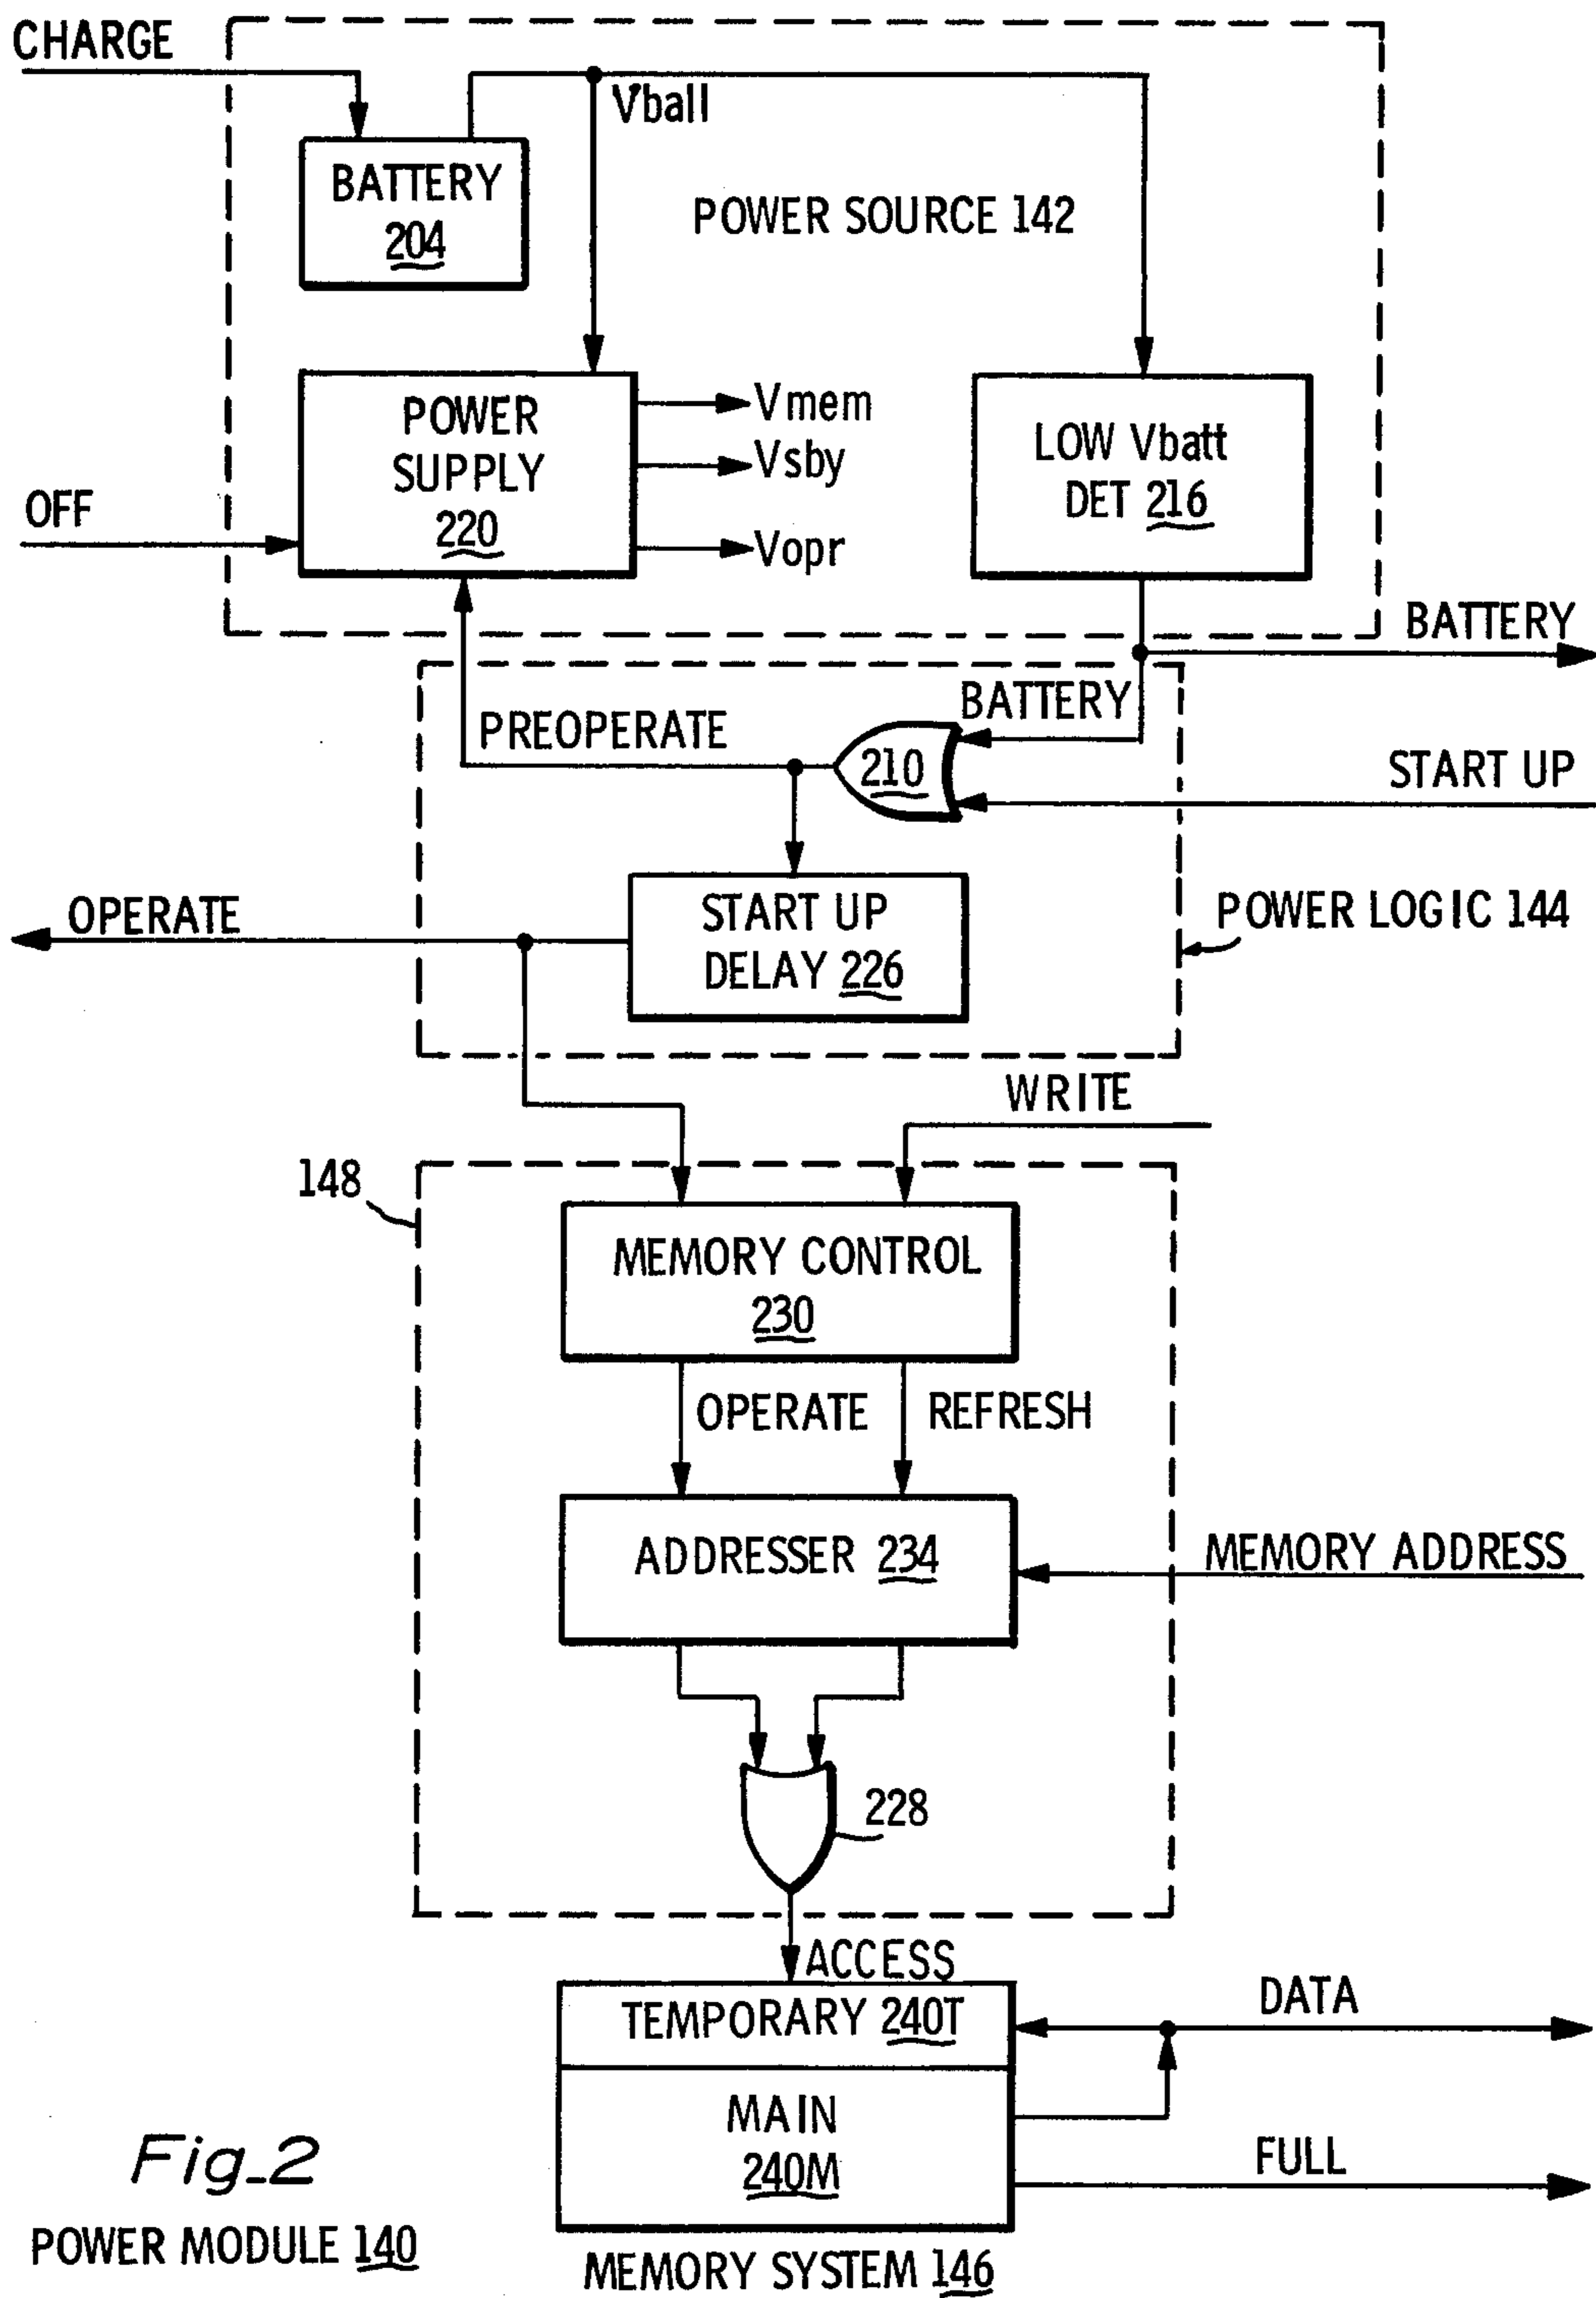 CHARGE
Vball
BATTERY
204
POWER SOURCE 142
POWER
SUPPLY
220
Vmem
Vsby
Vopr
LOW Vbatt
DET 216
OFF
BATTERY
BATTERY
PREOPERATE
210
START UP
OPERATE
START UP
DELAY 226
POWER LOGIC 144
WRITE
148
MEMORY CONTROL
230
OPERATE
REFRESH
ADDRESSER 234
MEMORY ADDRESS
228
ACCESS
TEMPORARY 240T
DATA
MAIN
240M
FULL
Fig_2
POWER MODULE 140
MEMORY SYSTEM 146